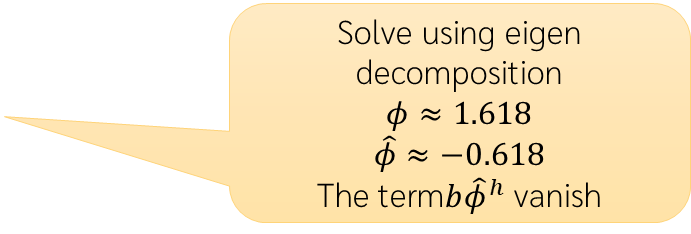 Solve using eigen
decomposition
𝜙 ≈ 1.618
𝜙̂ ≈ −0.618
The term𝑏𝜙̂ʰ vanish